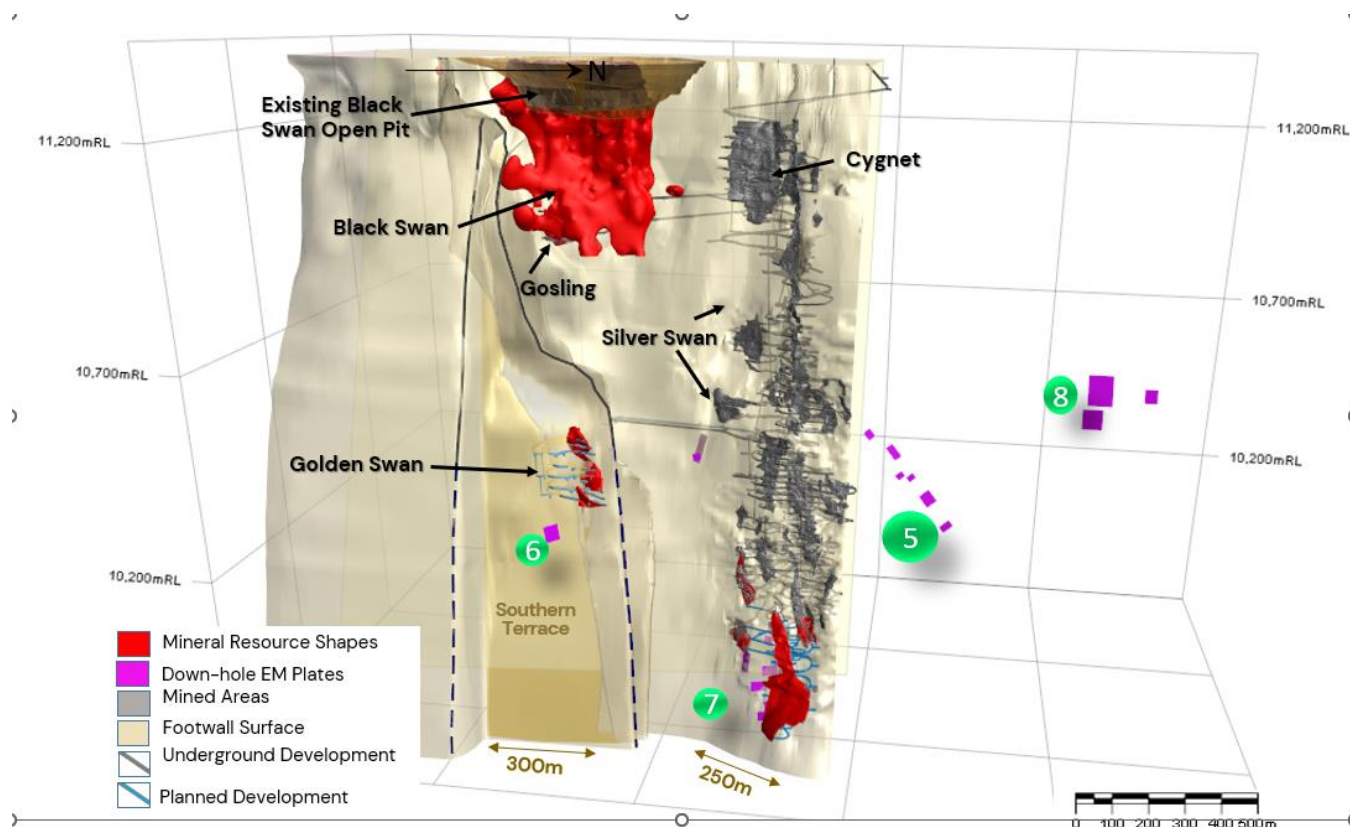 N
Existing Black
Swan Open Pit
11,200mRL
11,200mRL
Cygnet
Black Swan
Gosling
10,700mRL
Silver Swan
10,700mRL
8
Golden Swan
10,200mRL
5
6
10,200mRL
Southern
Terrace
Mineral Resource Shapes
Down-hole EM Plates
7
Mined Areas
Footwall Surface
Underground Development
300m
250m
Planned Development
0 100 200 300 400 500m